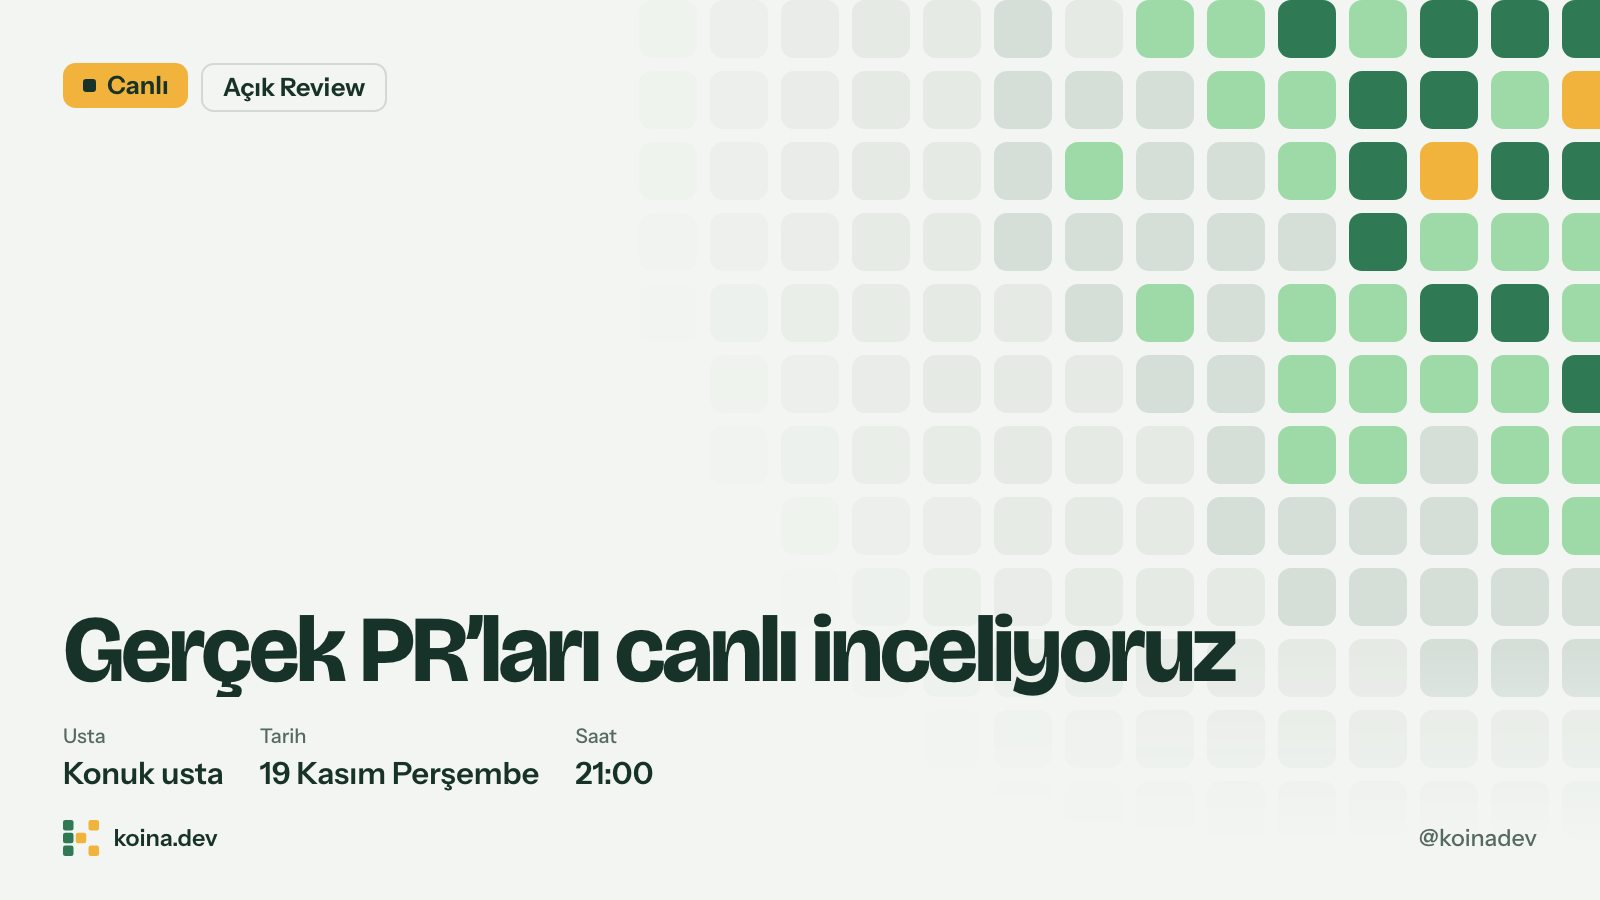 Canlı
Açık Review
Gerçek PR’ları canlı inceliyoruz
Usta
Konuk usta
Tarih
19 Kasım Perşembe
Saat
21:00
koina.dev
@koinadev